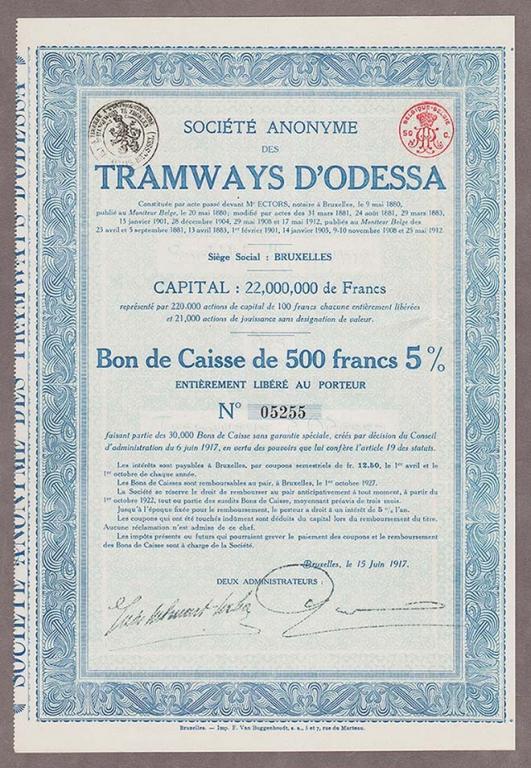 SOCIÉTÉ ANONYME DES TRAMWAYS D'ODESSA
BELGIQUE-BELGIË
50 C
SOCIÉTÉ ANONYME
DES
TRAMWAYS D'ODESSA
Constituée par acte passé devant Mᵉ ECTORS, notaire à Bruxelles, le 9 mai 1880,
publié au Moniteur Belge, le 20 mai 1880; modifié par actes des 31 mars 1881, 24 août 1881, 29 mars 1883,
15 janvier 1901, 28 décembre 1904, 29 mai 1908 et 17 mai 1912, publiés au Moniteur Belge des
23 avril et 5 septembre 1881, 13 avril 1883, 1ᵉʳ février 1901, 14 janvier 1905, 9-10 novembre 1908 et 25 mai 1912.
Siège Social : BRUXELLES
CAPITAL : 22,000,000 de Francs
représenté par 220.000 actions de capital de 100 francs chacune entièrement libérées
et 21,000 actions de jouissance sans désignation de valeur.
Bon de Caisse de 500 francs 5 %
ENTIÈREMENT LIBÉRÉ AU PORTEUR
N° 05255
faisant partie des 30,000 Bons de Caisse sans garantie spéciale, créés par décision du Conseil
d'administration du 6 juin 1917, en vertu des pouvoirs que lui confère l'article 19 des statuts.
Les intérêts sont payables à Bruxelles, par coupons semestriels de fr. 12.50, le 1ᵉʳ avril et le
1ᵉʳ octobre de chaque année.
Les Bons de Caisses sont remboursables au pair, à Bruxelles, le 1ᵉʳ octobre 1927.
La Société se réserve le droit de rembourser au pair anticipativement à tout moment, à partir du
1ᵉʳ octobre 1922, tout ou partie des susdits Bons de Caisse, moyennant préavis de trois mois.
Jusqu'à l'époque fixée pour le remboursement, le porteur a droit à un intérêt de 5 % l'an.
Les coupons qui ont été touchés indûment sont déduits du capital lors du remboursement du titre.
Aucune réclamation n'est admise de ce chef.
Les impôts présents ou futurs qui pourraient grever le paiement des coupons et le remboursement
des Bons de Caisse sont à charge de la Société.
Bruxelles, le 15 Juin 1917.
DEUX ADMINISTRATEURS :
Bruxelles. — Imp. F. Van Buggenhoudt, s. a., 5 et 7, rue du Marteau.